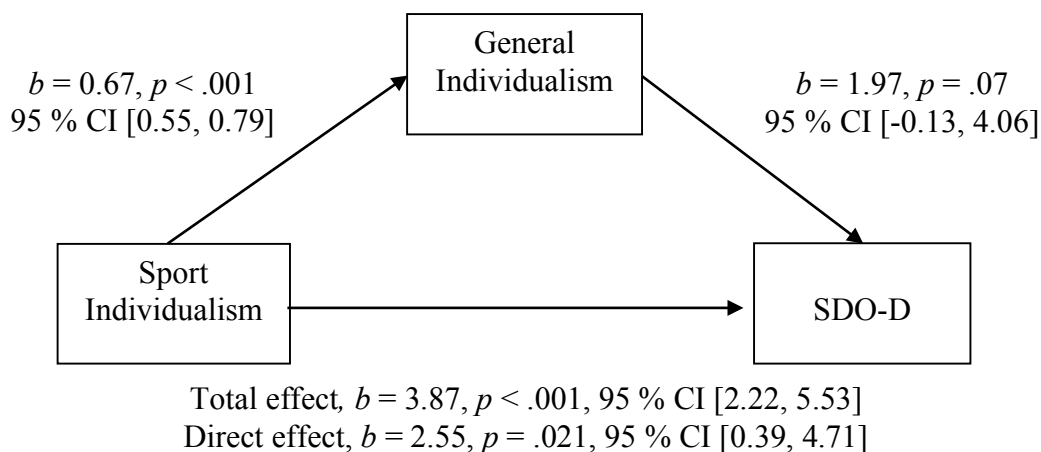 General
Individualism
b = 0.67, p < .001
95 % CI [0.55, 0.79]
b = 1.97, p = .07
95 % CI [-0.13, 4.06]
Sport
Individualism
SDO-D
Total effect, b = 3.87, p < .001, 95 % CI [2.22, 5.53]
Direct effect, b = 2.55, p = .021, 95 % CI [0.39, 4.71]